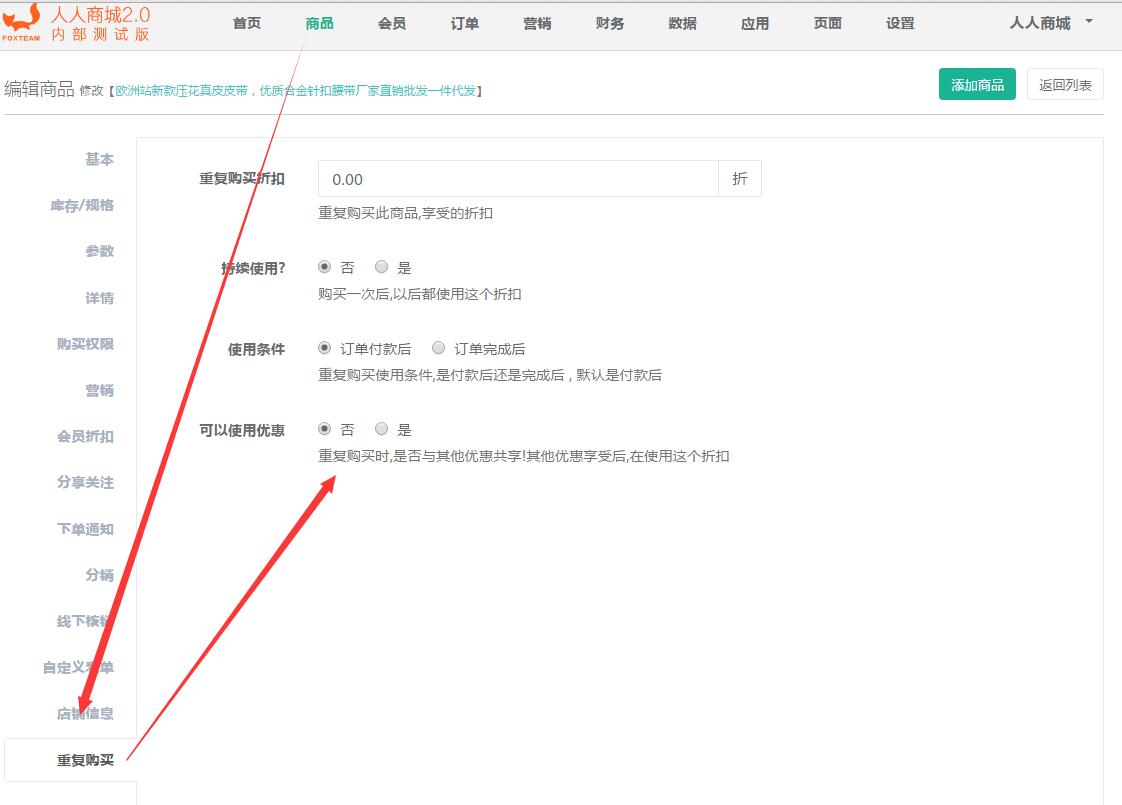 人人商城2.0
内部测试版
FOXTEAM
首页 商品 会员 订单 营销 财务 数据 应用 页面 设置 人人商城
编辑商品 修改【欧洲站新款压花真皮皮带，优质合金针扣腰带厂家直销批发一件代发】 添加商品 返回列表
基本
库存/规格
参数
详情
购买权限
营销
会员折扣
分享关注
下单通知
分销
线下核销
自定义表单
店铺信息
重复购买
重复购买折扣 0.00 折
重复购买此商品,享受的折扣
持续使用? 否 是
购买一次后,以后都使用这个折扣
使用条件 订单付款后 订单完成后
重复购买使用条件,是付款后还是完成后，默认是付款后
可以使用优惠 否 是
重复购买时,是否与其他优惠共享!其他优惠享受后,在使用这个折扣